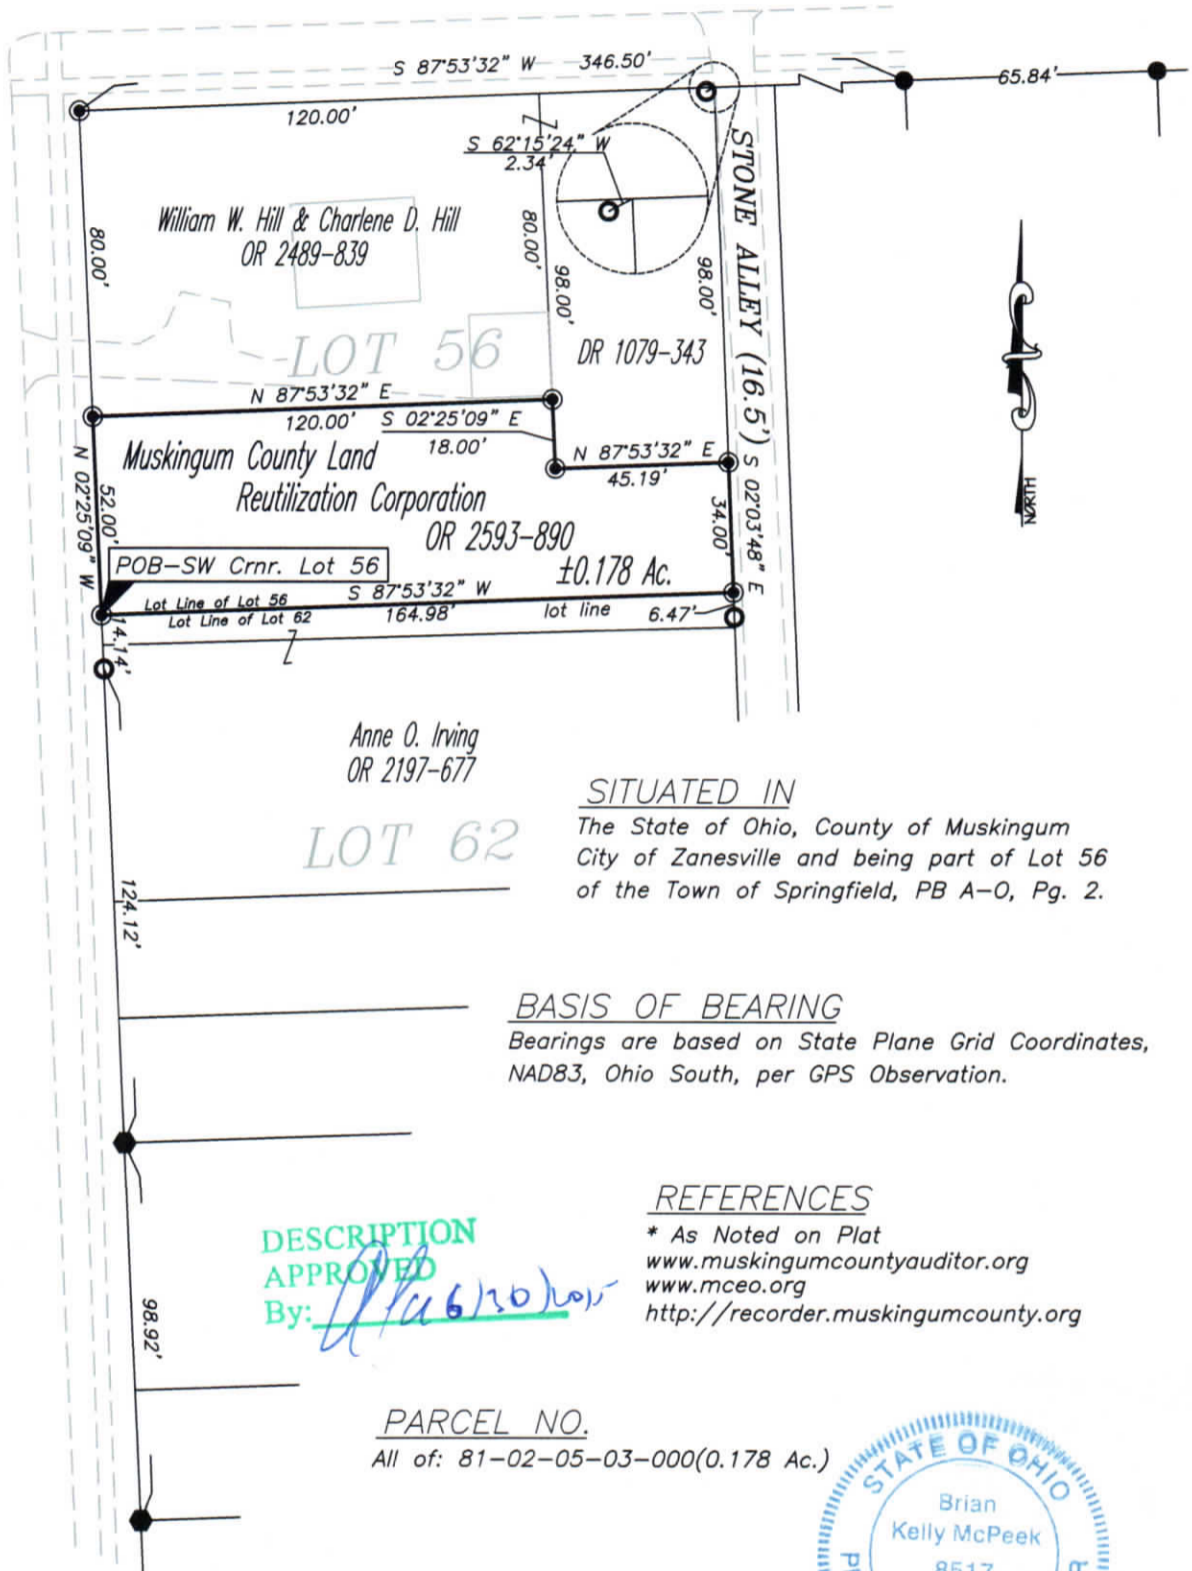 S 87°53'32" W 346.50'
65.84'
120.00'
S 62°15'24." W
2.34'
STONE ALLEY (16.5')
William W. Hill & Charlene D. Hill
OR 2489-839
80.00'
80.00'
98.00'
98.00'
LOT 56
DR 1079-343
N 87°53'32" E
120.00'
S 02°25'09" E
18.00'
N 87°53'32" E
45.19'
S 02°03'48" E
34.00'
N 02°25'09" W
52.00'
Muskingum County Land
Reutilization Corporation
OR 2593-890
±0.178 Ac.
POB-SW Crnr. Lot 56
S 87°53'32" W
164.98'
Lot Line of Lot 56
Lot Line of Lot 62
lot line
6.47'
14.14'
NORTH
Anne O. Irving
OR 2197-677
LOT 62
124.12'
SITUATED IN
The State of Ohio, County of Muskingum
City of Zanesville and being part of Lot 56
of the Town of Springfield, PB A-0, Pg. 2.
BASIS OF BEARING
Bearings are based on State Plane Grid Coordinates,
NAD83, Ohio South, per GPS Observation.
98.92'
DESCRIPTION
APPROVED
By: 6/30/2015
REFERENCES
* As Noted on Plat
www.muskingumcountyauditor.org
www.mceo.org
http://recorder.muskingumcounty.org
PARCEL NO.
All of: 81-02-05-03-000(0.178 Ac.)
STATE OF OHIO
Brian
Kelly McPeek
8517